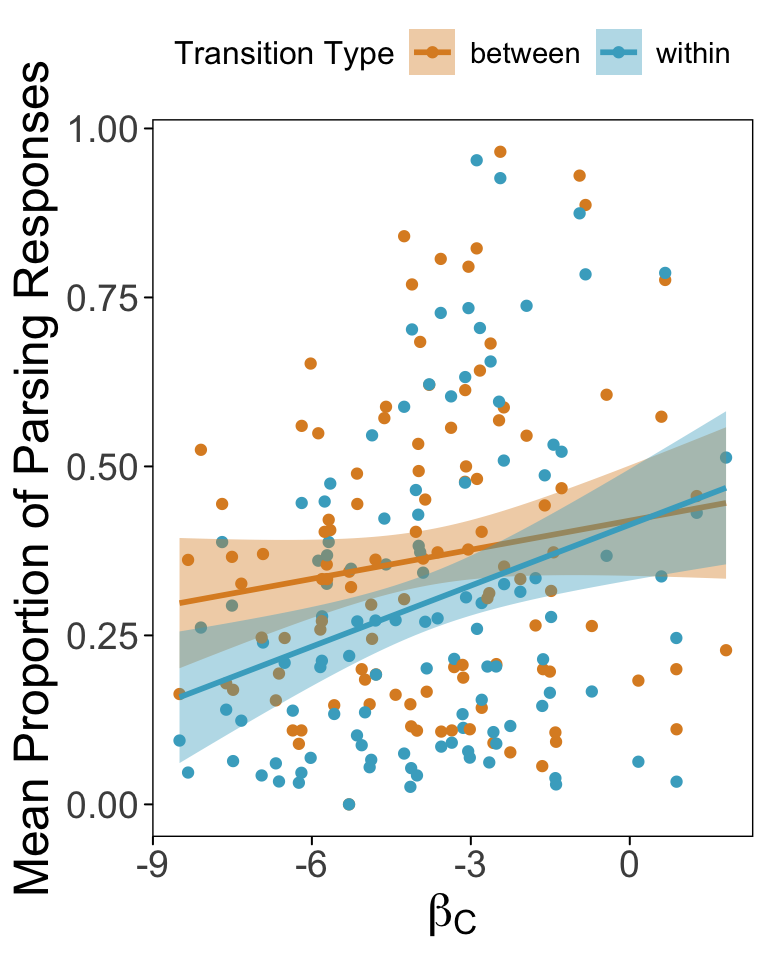 Transition Type between within
Mean Proportion of Parsing Responses
1.00
0.75
0.50
0.25
0.00
-9 -6 -3 0
βC